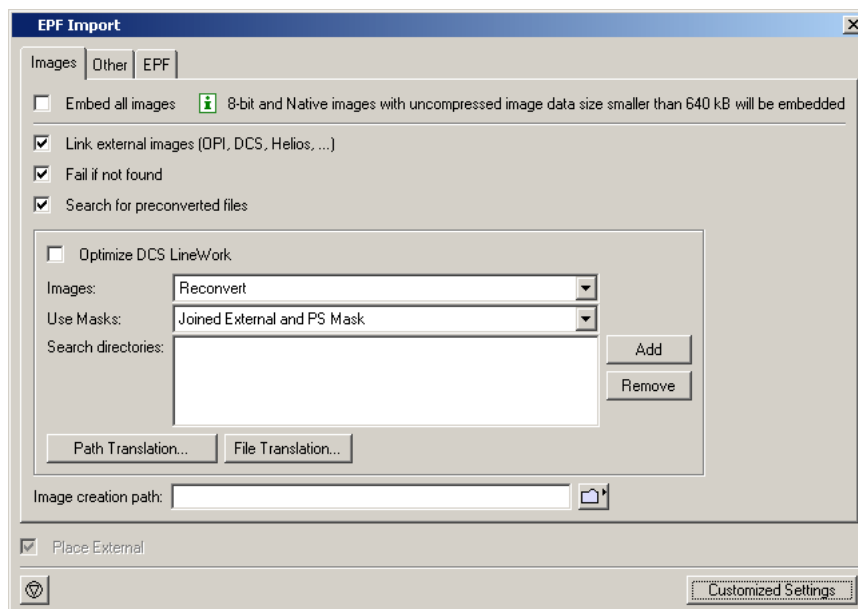 EPF Import
Images Other EPF
Embed all images 8-bit and Native images with uncompressed image data size smaller than 640 kB will be embedded
Link external images (OPI, DCS, Helios, ...)
Fail if not found
Search for preconverted files
Optimize DCS LineWork
Images: Reconvert
Use Masks: Joined External and PS Mask
Search directories: Add
Remove
Path Translation... File Translation...
Image creation path:
Place External
Customized Settings